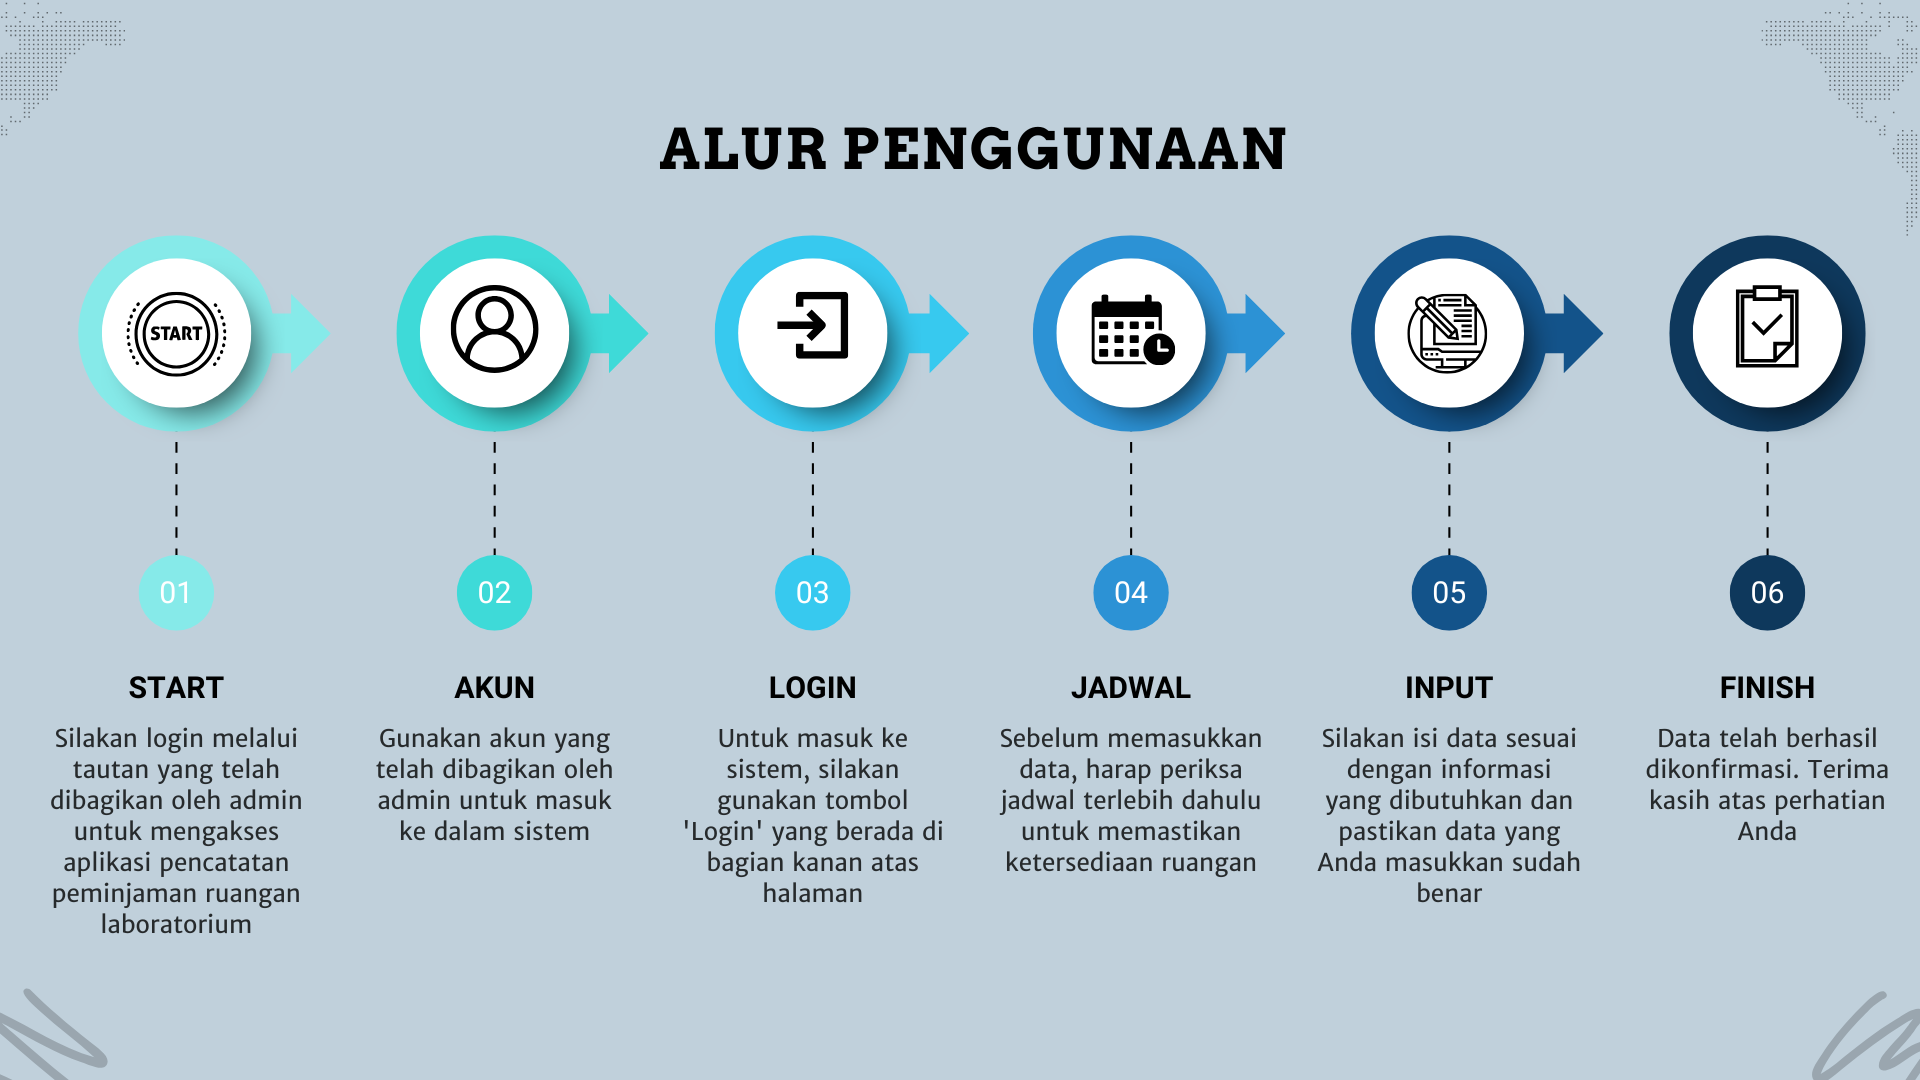 ALUR PENGGUNAAN
START
01
02
03
04
05
06
START
Silakan login melalui
tautan yang telah
dibagikan oleh admin
untuk mengakses
aplikasi pencatatan
peminjaman ruangan
laboratorium
AKUN
Gunakan akun yang
telah dibagikan oleh
admin untuk masuk
ke dalam sistem
LOGIN
Untuk masuk ke
sistem, silakan
gunakan tombol
'Login' yang berada di
bagian kanan atas
halaman
JADWAL
Sebelum memasukkan
data, harap periksa
jadwal terlebih dahulu
untuk memastikan
ketersediaan ruangan
INPUT
Silakan isi data sesuai
dengan informasi
yang dibutuhkan dan
pastikan data yang
Anda masukkan sudah
benar
FINISH
Data telah berhasil
dikonfirmasi. Terima
kasih atas perhatian
Anda